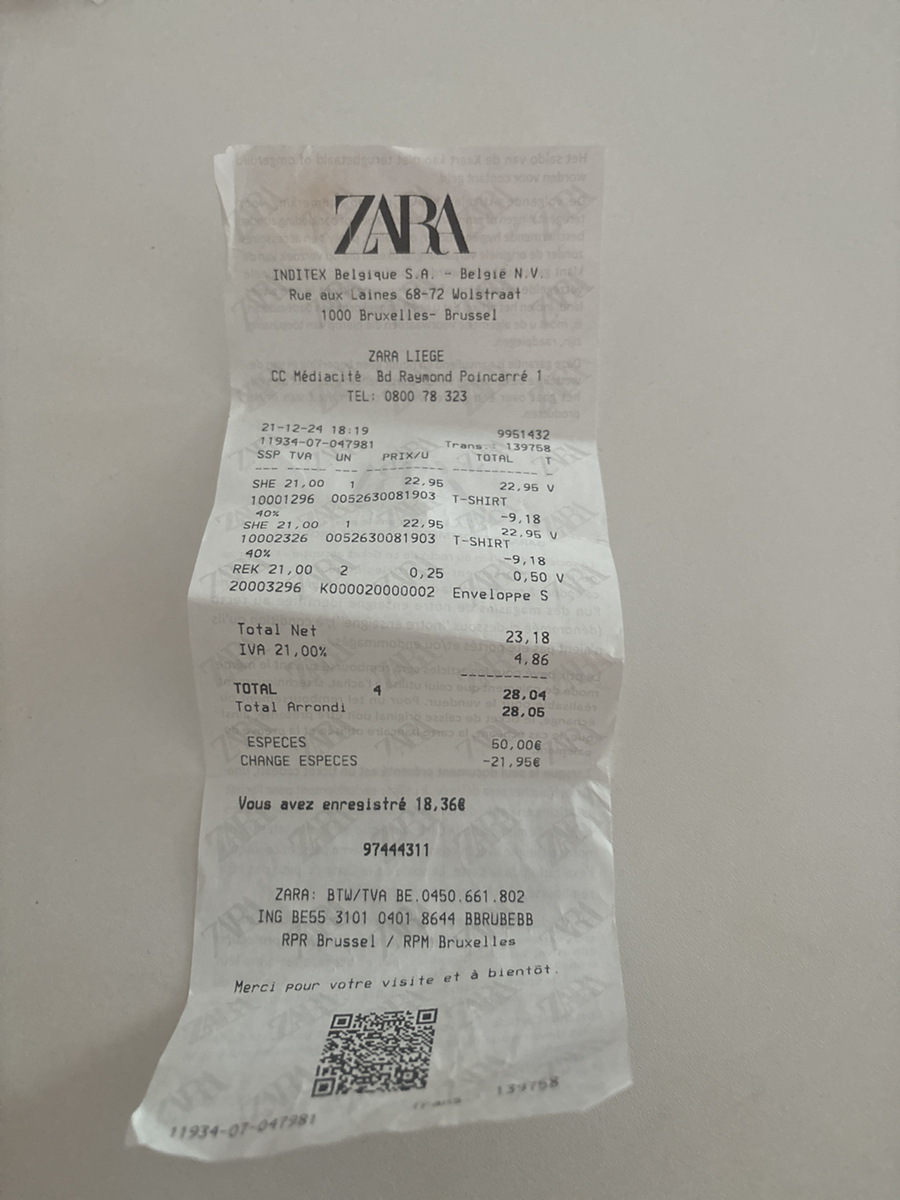 ZARA
INDITEX Belgique S.A. - Belgie N.V.
Rue aux Laines 68-72 Wolstraat
1000 Bruxelles- Brussel
ZARA LIEGE
CC Médiacité Bd Raymond Poincarré 1
TEL: 0800 78 323
21-12-24 18:19 9951432
11934-07-047981 Trans.: 139758
SSP TVA UN PRIX/U TOTAL T
SHE 21,00 1 22,95 22,95 V
10001296 0052630081903 T-SHIRT
40% -9,18
SHE 21,00 1 22,95 22,95 V
10002326 0052630081903 T-SHIRT
40% -9,18
REK 21,00 2 0,25 0,50 V
20003296 K000020000002 Enveloppe S
Total Net 23,18
IVA 21,00% 4,86
TOTAL 4 28,04
Total Arrondi 28,05
ESPECES 50,00€
CHANGE ESPECES -21,95€
Vous avez enregistré 18,36€
97444311
ZARA: BTW/TVA BE.0450.661.802
ING BE55 3101 0401 8644 BBRUBEBB
RPR Brussel / RPM Bruxelles
Merci pour votre visite et à bientôt.
Trans 139758
11934-07-047981